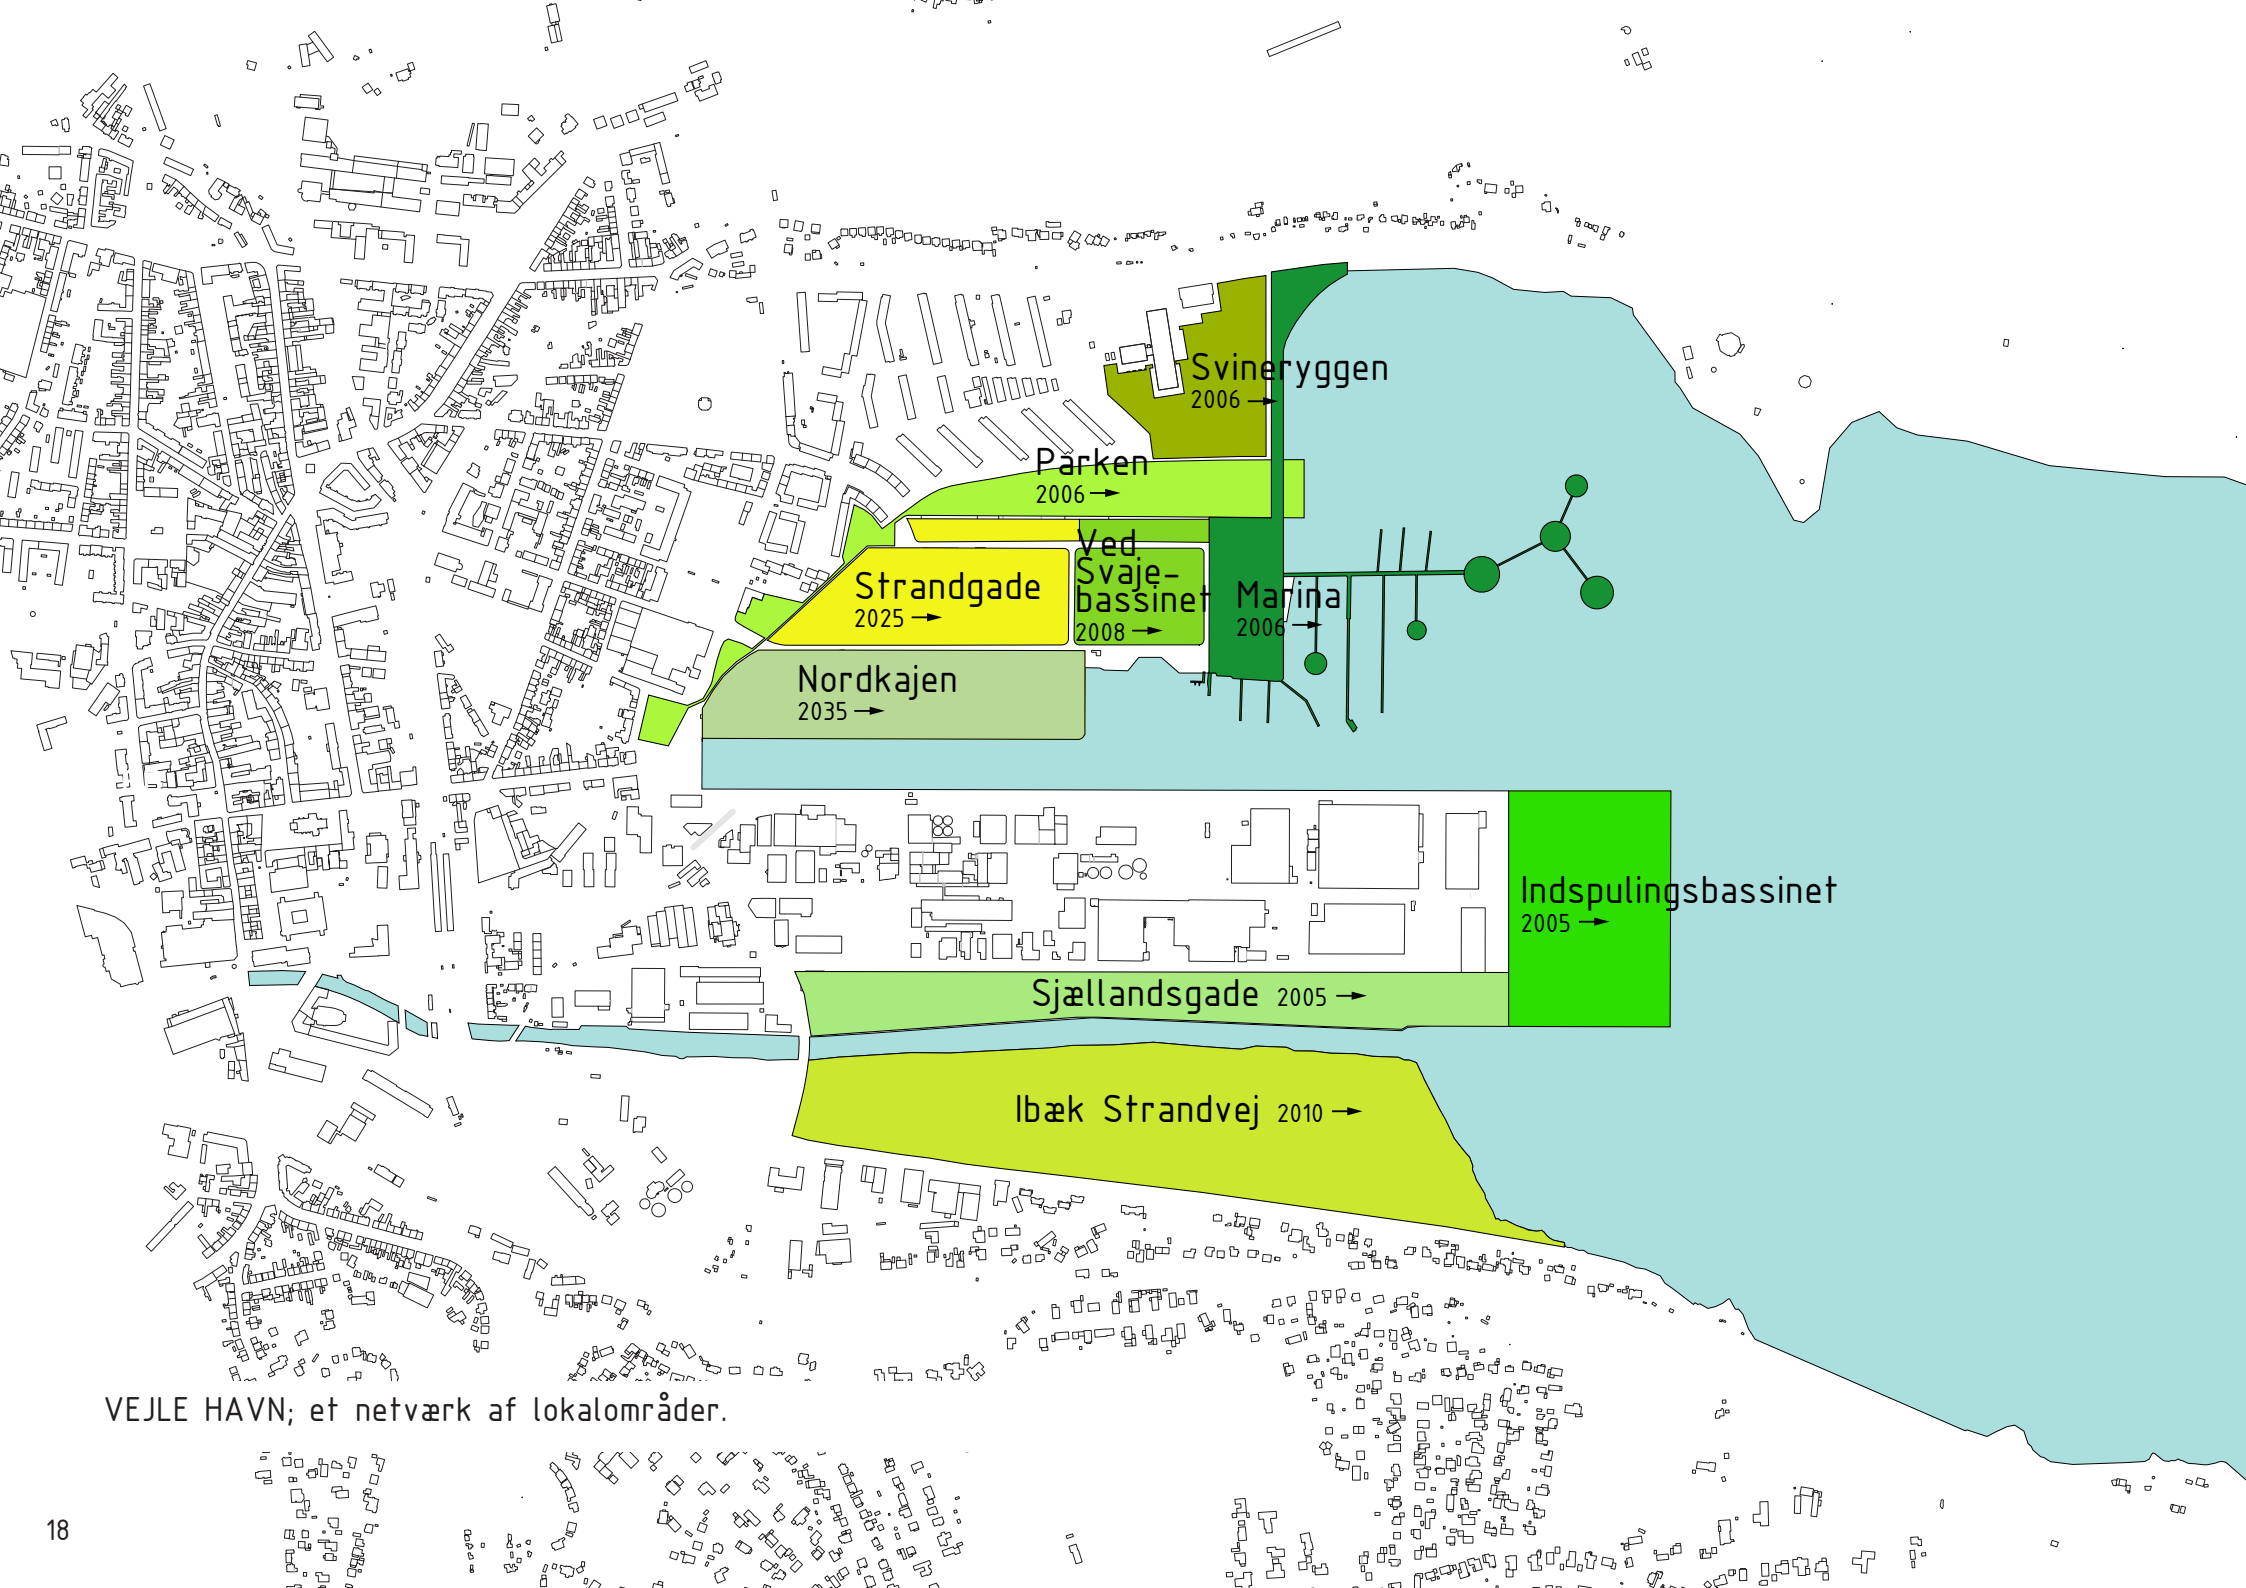 Svineryggen
2006
Parken
2006
Ved
Svaje-
bassinet
2008
Strandgade
2025
Marina
2006
Nordkajen
2035
Indspulingsbassinet
2005
Sjællandsgade 2005
Ibæk Strandvej 2010
VEJLE HAVN; et netværk af lokalområder.
18